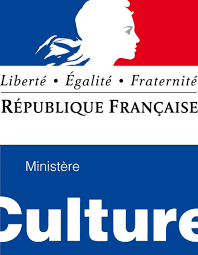 Liberté • Égalité • Fraternité
RÉPUBLIQUE FRANÇAISE
Ministère
Culture